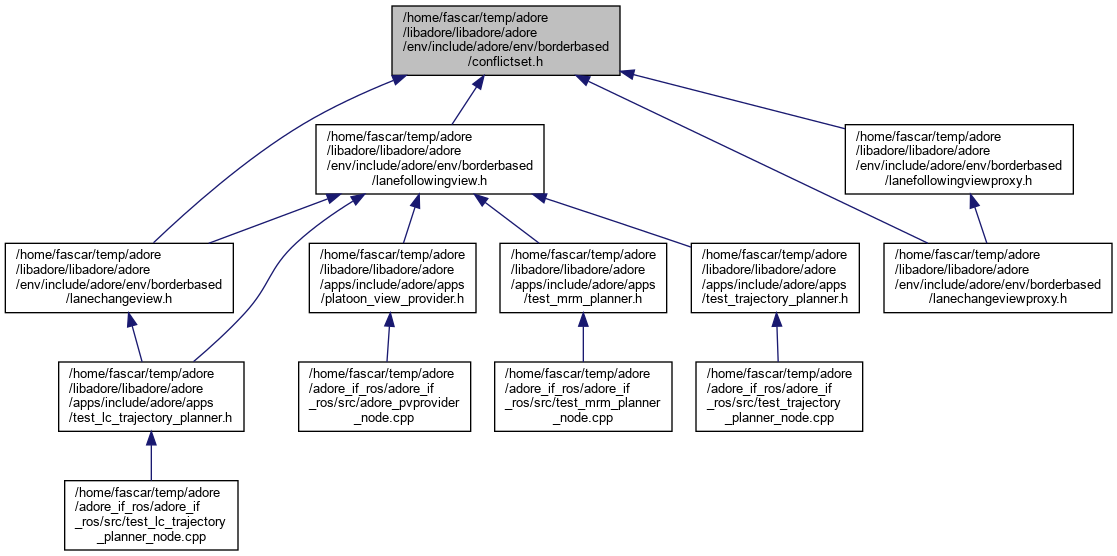 /home/fascar/temp/adore
/libadore/libadore/adore
/env/include/adore/env/borderbased
/conflictset.h
/home/fascar/temp/adore
/libadore/libadore/adore
/env/include/adore/env/borderbased
/lanefollowingview.h
/home/fascar/temp/adore
/libadore/libadore/adore
/env/include/adore/env/borderbased
/lanefollowingviewproxy.h
/home/fascar/temp/adore
/libadore/libadore/adore
/env/include/adore/env/borderbased
/lanechangeview.h
/home/fascar/temp/adore
/libadore/libadore/adore
/apps/include/adore/apps
/platoon_view_provider.h
/home/fascar/temp/adore
/libadore/libadore/adore
/apps/include/adore/apps
/test_mrm_planner.h
/home/fascar/temp/adore
/libadore/libadore/adore
/apps/include/adore/apps
/test_trajectory_planner.h
/home/fascar/temp/adore
/libadore/libadore/adore
/env/include/adore/env/borderbased
/lanechangeviewproxy.h
/home/fascar/temp/adore
/libadore/libadore/adore
/apps/include/adore/apps
/test_lc_trajectory_planner.h
/home/fascar/temp/adore
/adore_if_ros/adore_if
_ros/src/adore_pvprovider
_node.cpp
/home/fascar/temp/adore
/adore_if_ros/adore_if
_ros/src/test_mrm_planner
_node.cpp
/home/fascar/temp/adore
/adore_if_ros/adore_if
_ros/src/test_trajectory
_planner_node.cpp
/home/fascar/temp/adore
/adore_if_ros/adore_if
_ros/src/test_lc_trajectory
_planner_node.cpp